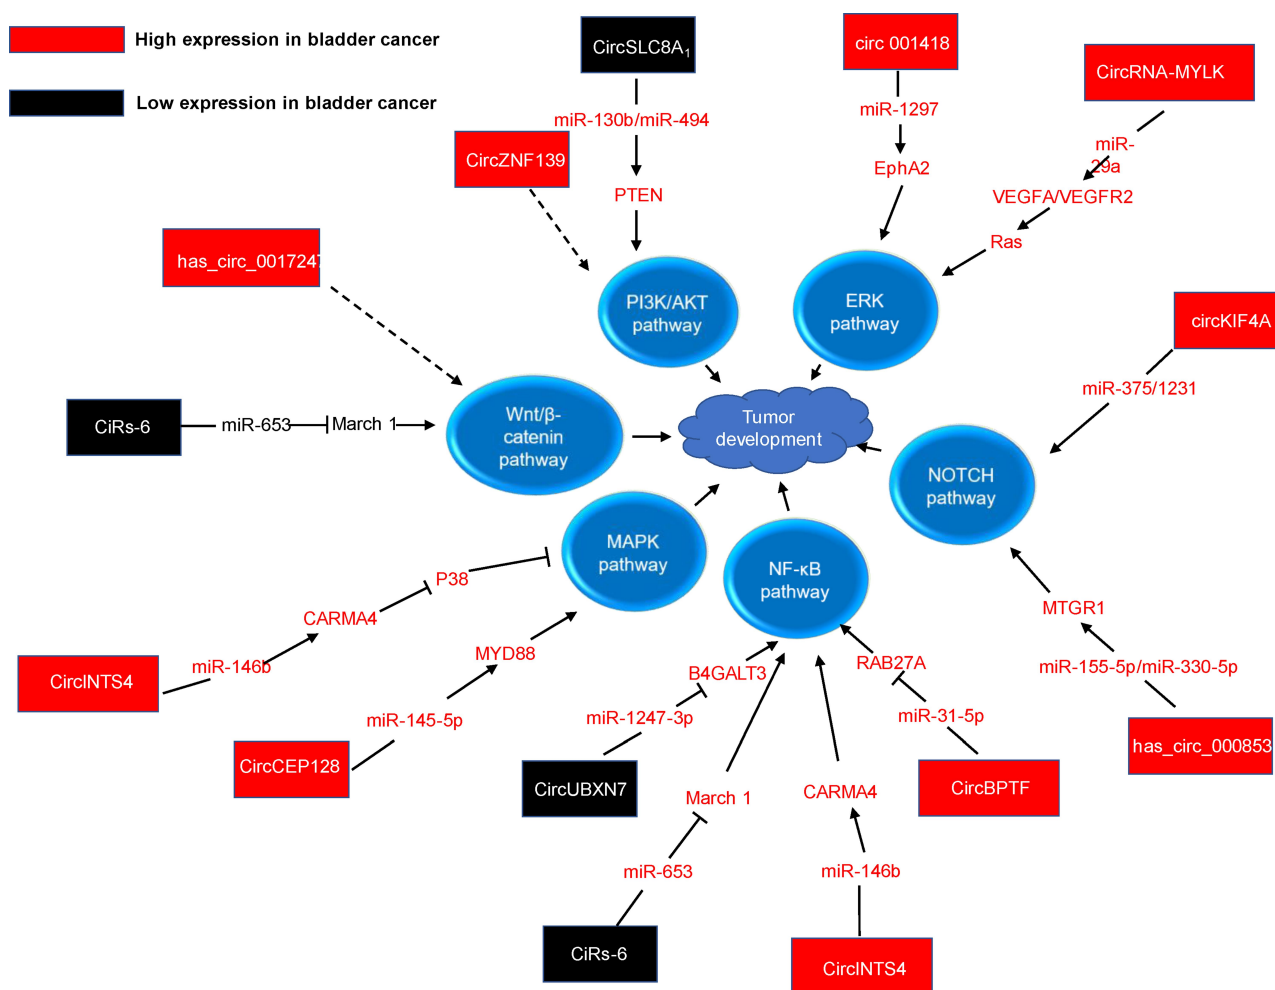 High expression in bladder cancer
Low expression in bladder cancer
CircSLC8A1
circ 001418
CircRNA-MYLK
miR-130b/miR-494
miR-1297
CircZNF139
miR-
29a
PTEN
EphA2
VEGFA/VEGFR2
Ras
has_circ_0017247
PI3K/AKT
pathway
ERK
pathway
circKIF4A
miR-375/1231
CiRs-6
miR-653
March 1
Wnt/β-
catenin
pathway
Tumor
development
NOTCH
pathway
MAPK
pathway
NF-κB
pathway
P38
CARMA4
miR-146b
CircINTS4
MYD88
miR-145-5p
CircCEP128
B4GALT3
miR-1247-3p
CircUBXN7
RAB27A
miR-31-5p
CircBPTF
MTGR1
miR-155-5p/miR-330-5p
has_circ_000853
March 1
miR-653
CiRs-6
CARMA4
miR-146b
CircINTS4